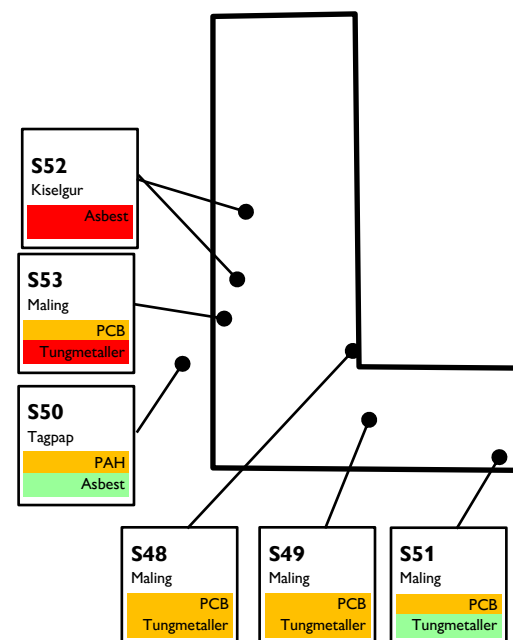 S52
Kiselgur
Asbest
S53
Maling
PCB
Tungmetaller
S50
Tagpap
PAH
Asbest
S48
Maling
PCB
Tungmetaller
S49
Maling
PCB
Tungmetaller
S51
Maling
PCB
Tungmetaller